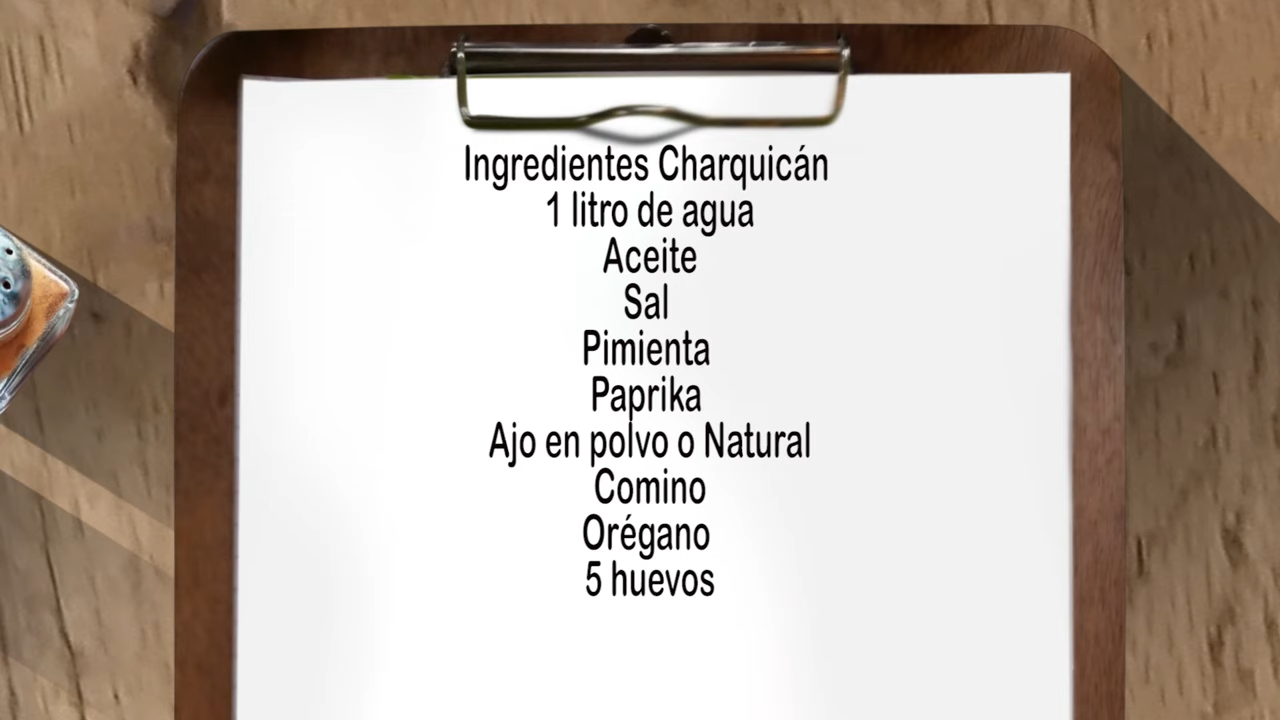 Ingredientes Charquicán
1 litro de agua
Aceite
Sal
Pimienta
Paprika
Ajo en polvo o Natural
Comino
Orégano
5 huevos